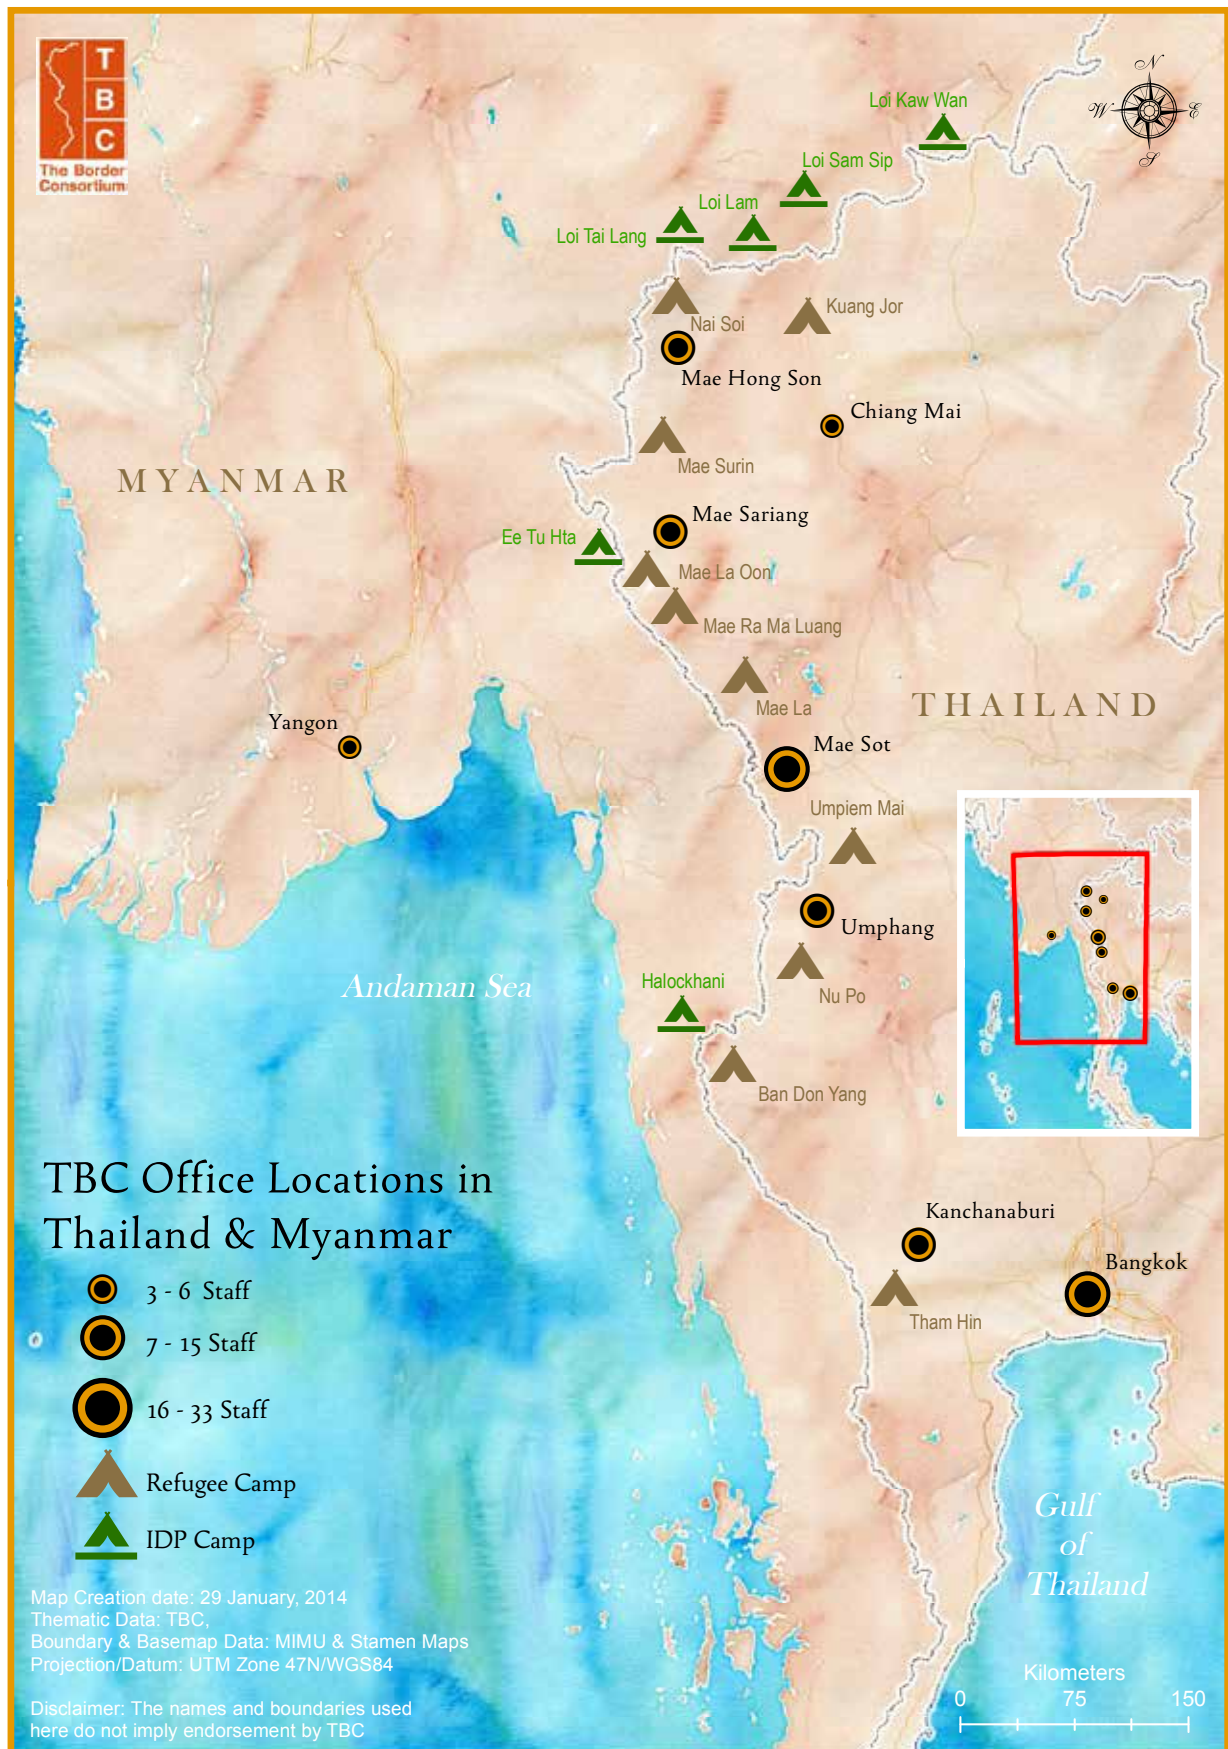 T
B
C
The Border
Consortium
N
W
E
S
Loi Kaw Wan
Loi Sam Sip
Loi Lam
Loi Tai Lang
Kuang Jor
Nai Soi
Mae Hong Son
Chiang Mai
Mae Surin
MYANMAR
Mae Sariang
Ee Tu Hta
Mae La Oon
Mae Ra Ma Luang
Mae La
THAILAND
Yangon
Mae Sot
Umpiem Mai
Umphang
Halockhani
Andaman Sea
Nu Po
Ban Don Yang
TBC Office Locations in
Thailand & Myanmar
Kanchanaburi
Bangkok
Tham Hin
3 - 6 Staff
7 - 15 Staff
16 - 33 Staff
Refugee Camp
IDP Camp
Gulf
of
Thailand
Map Creation date: 29 January, 2014
Thematic Data: TBC,
Boundary & Basemap Data: MIMU & Stamen Maps
Projection/Datum: UTM Zone 47N/WGS84
Disclaimer: The names and boundaries used
here do not imply endorsement by TBC
Kilometers
0 75 150